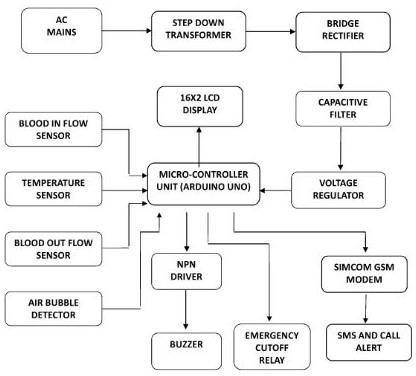 AC
MAINS
STEP DOWN
TRANSFORMER
BRIDGE
RECTIFIER
16X2 LCD
DISPLAY
CAPACITIVE
FILTER
BLOOD IN FLOW
SENSOR
TEMPERATURE
SENSOR
MICRO-CONTROLLER
UNIT (ARDUINO UNO)
VOLTAGE
REGULATOR
BLOOD OUT FLOW
SENSOR
NPN
DRIVER
SIMCOM GSM
MODEM
AIR BUBBLE
DETECTOR
BUZZER
EMERGENCY
CUTOFF
RELAY
SMS AND CALL
ALERT